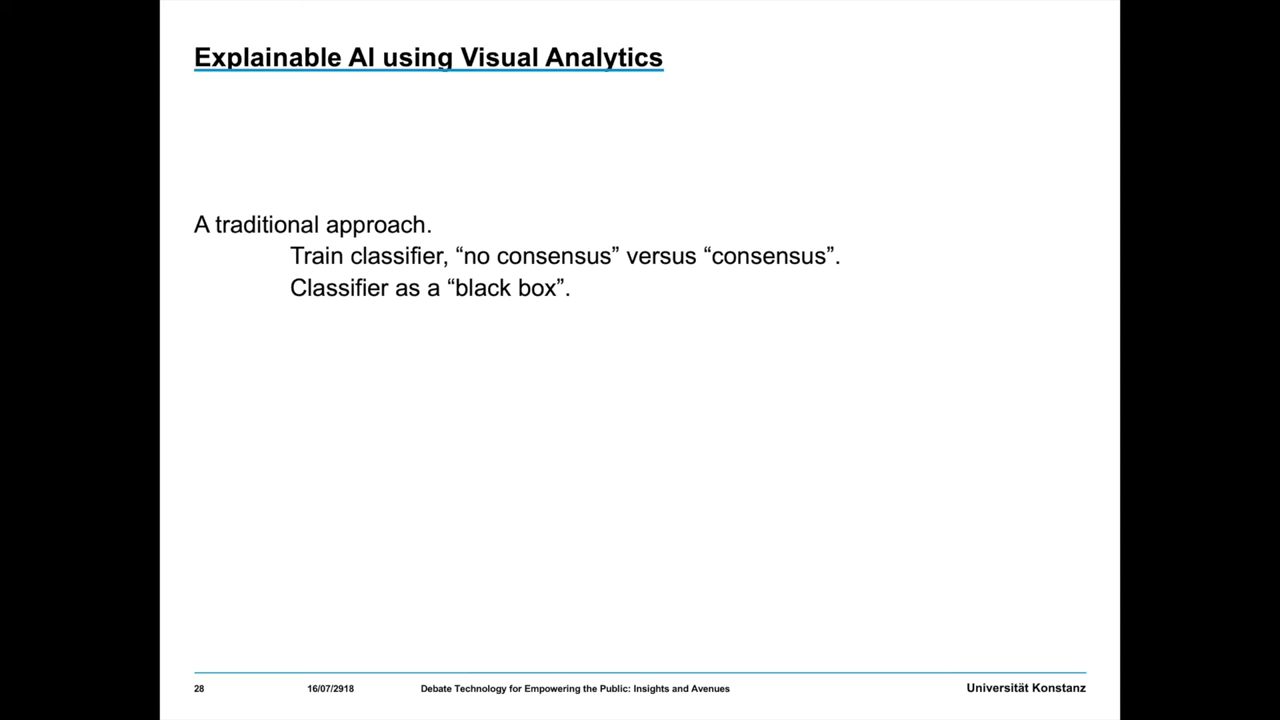 Explainable AI using Visual Analytics
A traditional approach.
Train classifier, “no consensus” versus “consensus”.
Classifier as a “black box”.
28 16/07/2918 Debate Technology for Empowering the Public: Insights and Avenues Universität Konstanz